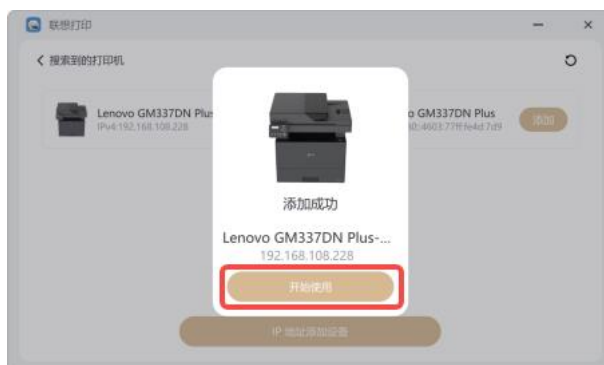 联想打印
搜索到的打印机
Lenovo GM337DN Plus
IPv4:192.168.108.228
GM337DN Plus
添加
添加成功
Lenovo GM337DN Plus-...
192.168.108.228
开始使用
IP 地址添加设备